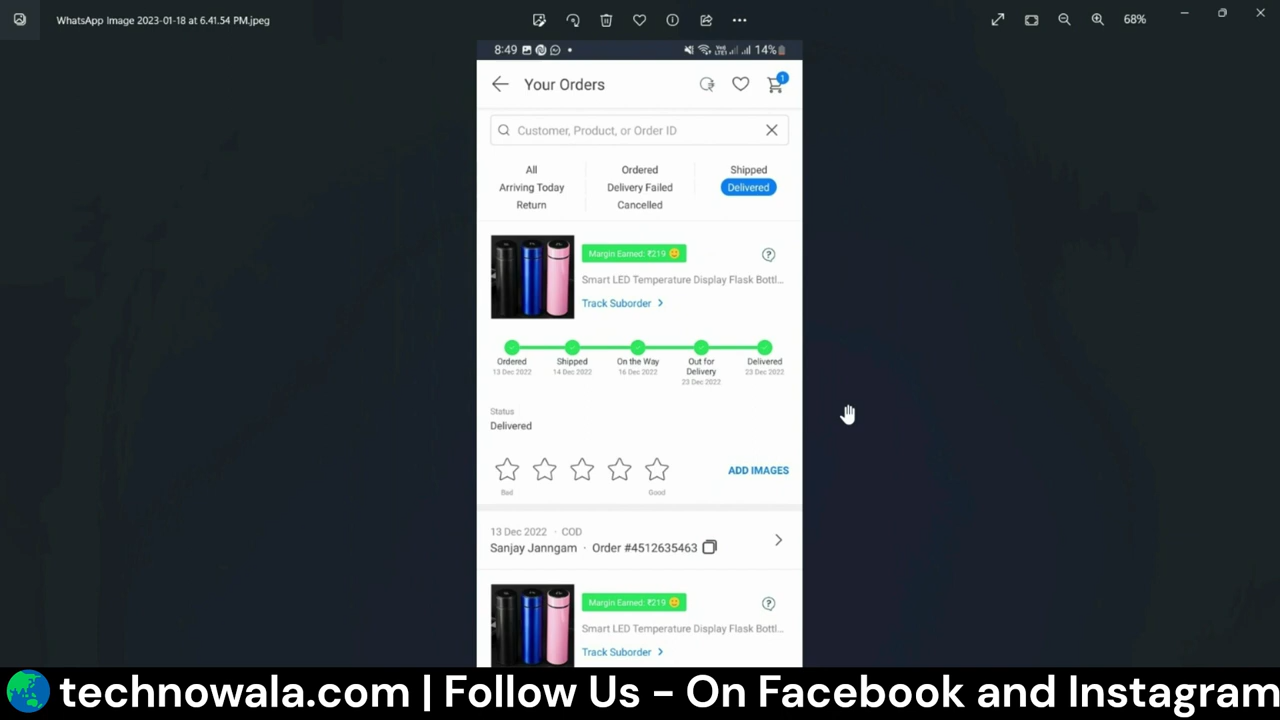 WhatsApp Image 2023-01-18 at 6.41.54 PM.jpeg
68%
8:49
14%
Your Orders
1
Customer, Product, or Order ID
All
Ordered
Shipped
Arriving Today
Delivery Failed
Delivered
Return
Cancelled
Margin Earned: ₹219
Smart LED Temperature Display Flask Bottl...
Track Suborder
Ordered
13 Dec 2022
Shipped
14 Dec 2022
On the Way
16 Dec 2022
Out for
Delivery
23 Dec 2022
Delivered
23 Dec 2022
Status
Delivered
ADD IMAGES
Bad
Good
13 Dec 2022 · COD
Sanjay Janngam · Order #4512635463
Margin Earned: ₹219
Smart LED Temperature Display Flask Bottl...
Track Suborder
technowala.com | Follow Us - On Facebook and Instagram